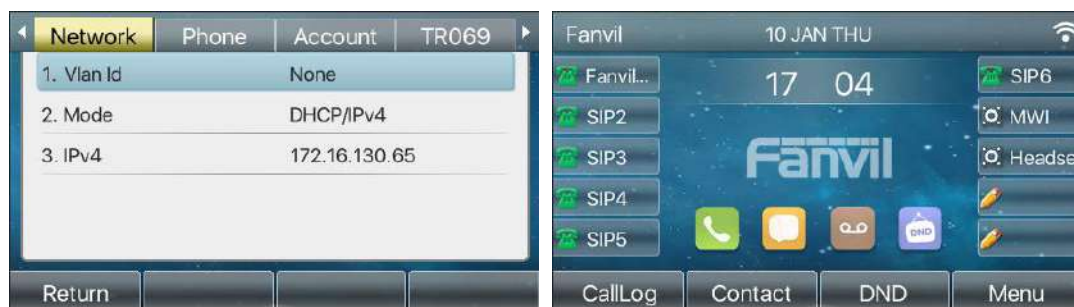 Network Phone Account TR069
1. Vlan Id None
2. Mode DHCP/IPv4
3. IPv4 172.16.130.65
Return
Fanvil 10 JAN THU
17 04
Fanvil...
SIP2
SIP3
SIP4
SIP5
Fanvil
DND
SIP6
MWI
Headse
CallLog Contact DND Menu